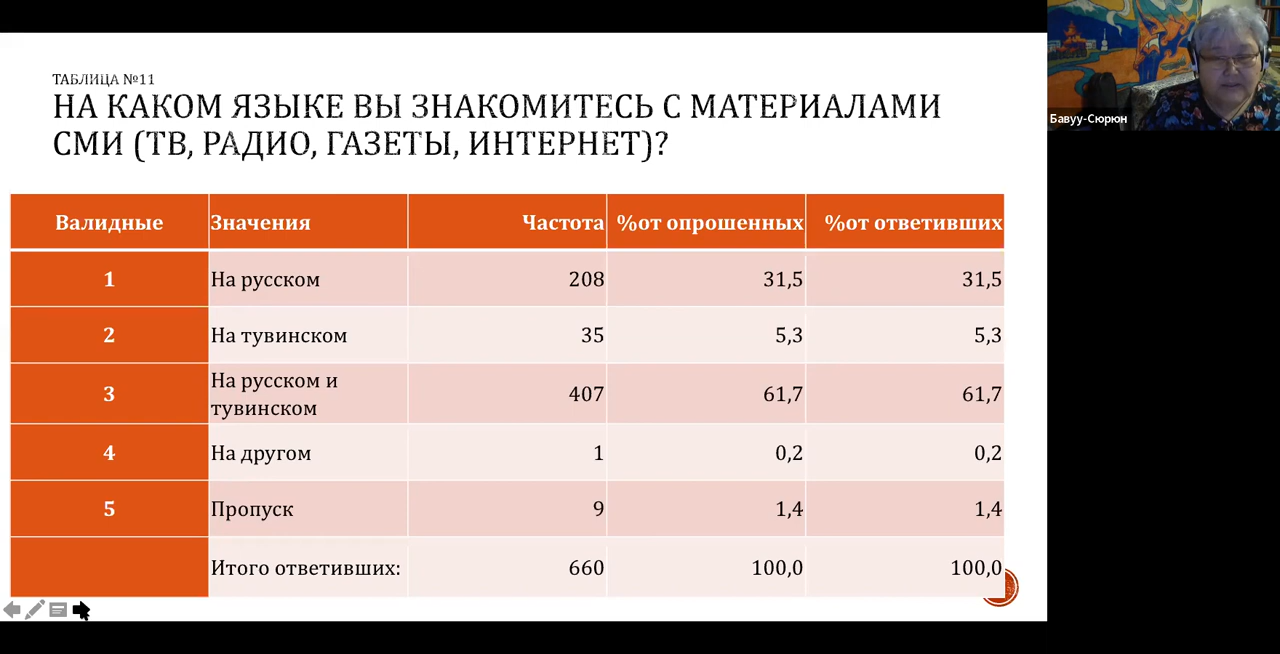 ТАБЛИЦА №11
НА КАКОМ ЯЗЫКЕ ВЫ ЗНАКОМИТЕСЬ С МАТЕРИАЛАМИ
СМИ (ТВ, РАДИО, ГАЗЕТЫ, ИНТЕРНЕТ)?
Бавуу-Сюрюн
Валидные Значения Частота %от опрошенных %от ответивших
1 На русском 208 31,5 31,5
2 На тувинском 35 5,3 5,3
3 На русском и
тувинском 407 61,7 61,7
4 На другом 1 0,2 0,2
5 Пропуск 9 1,4 1,4
Итого ответивших: 660 100,0 100,0